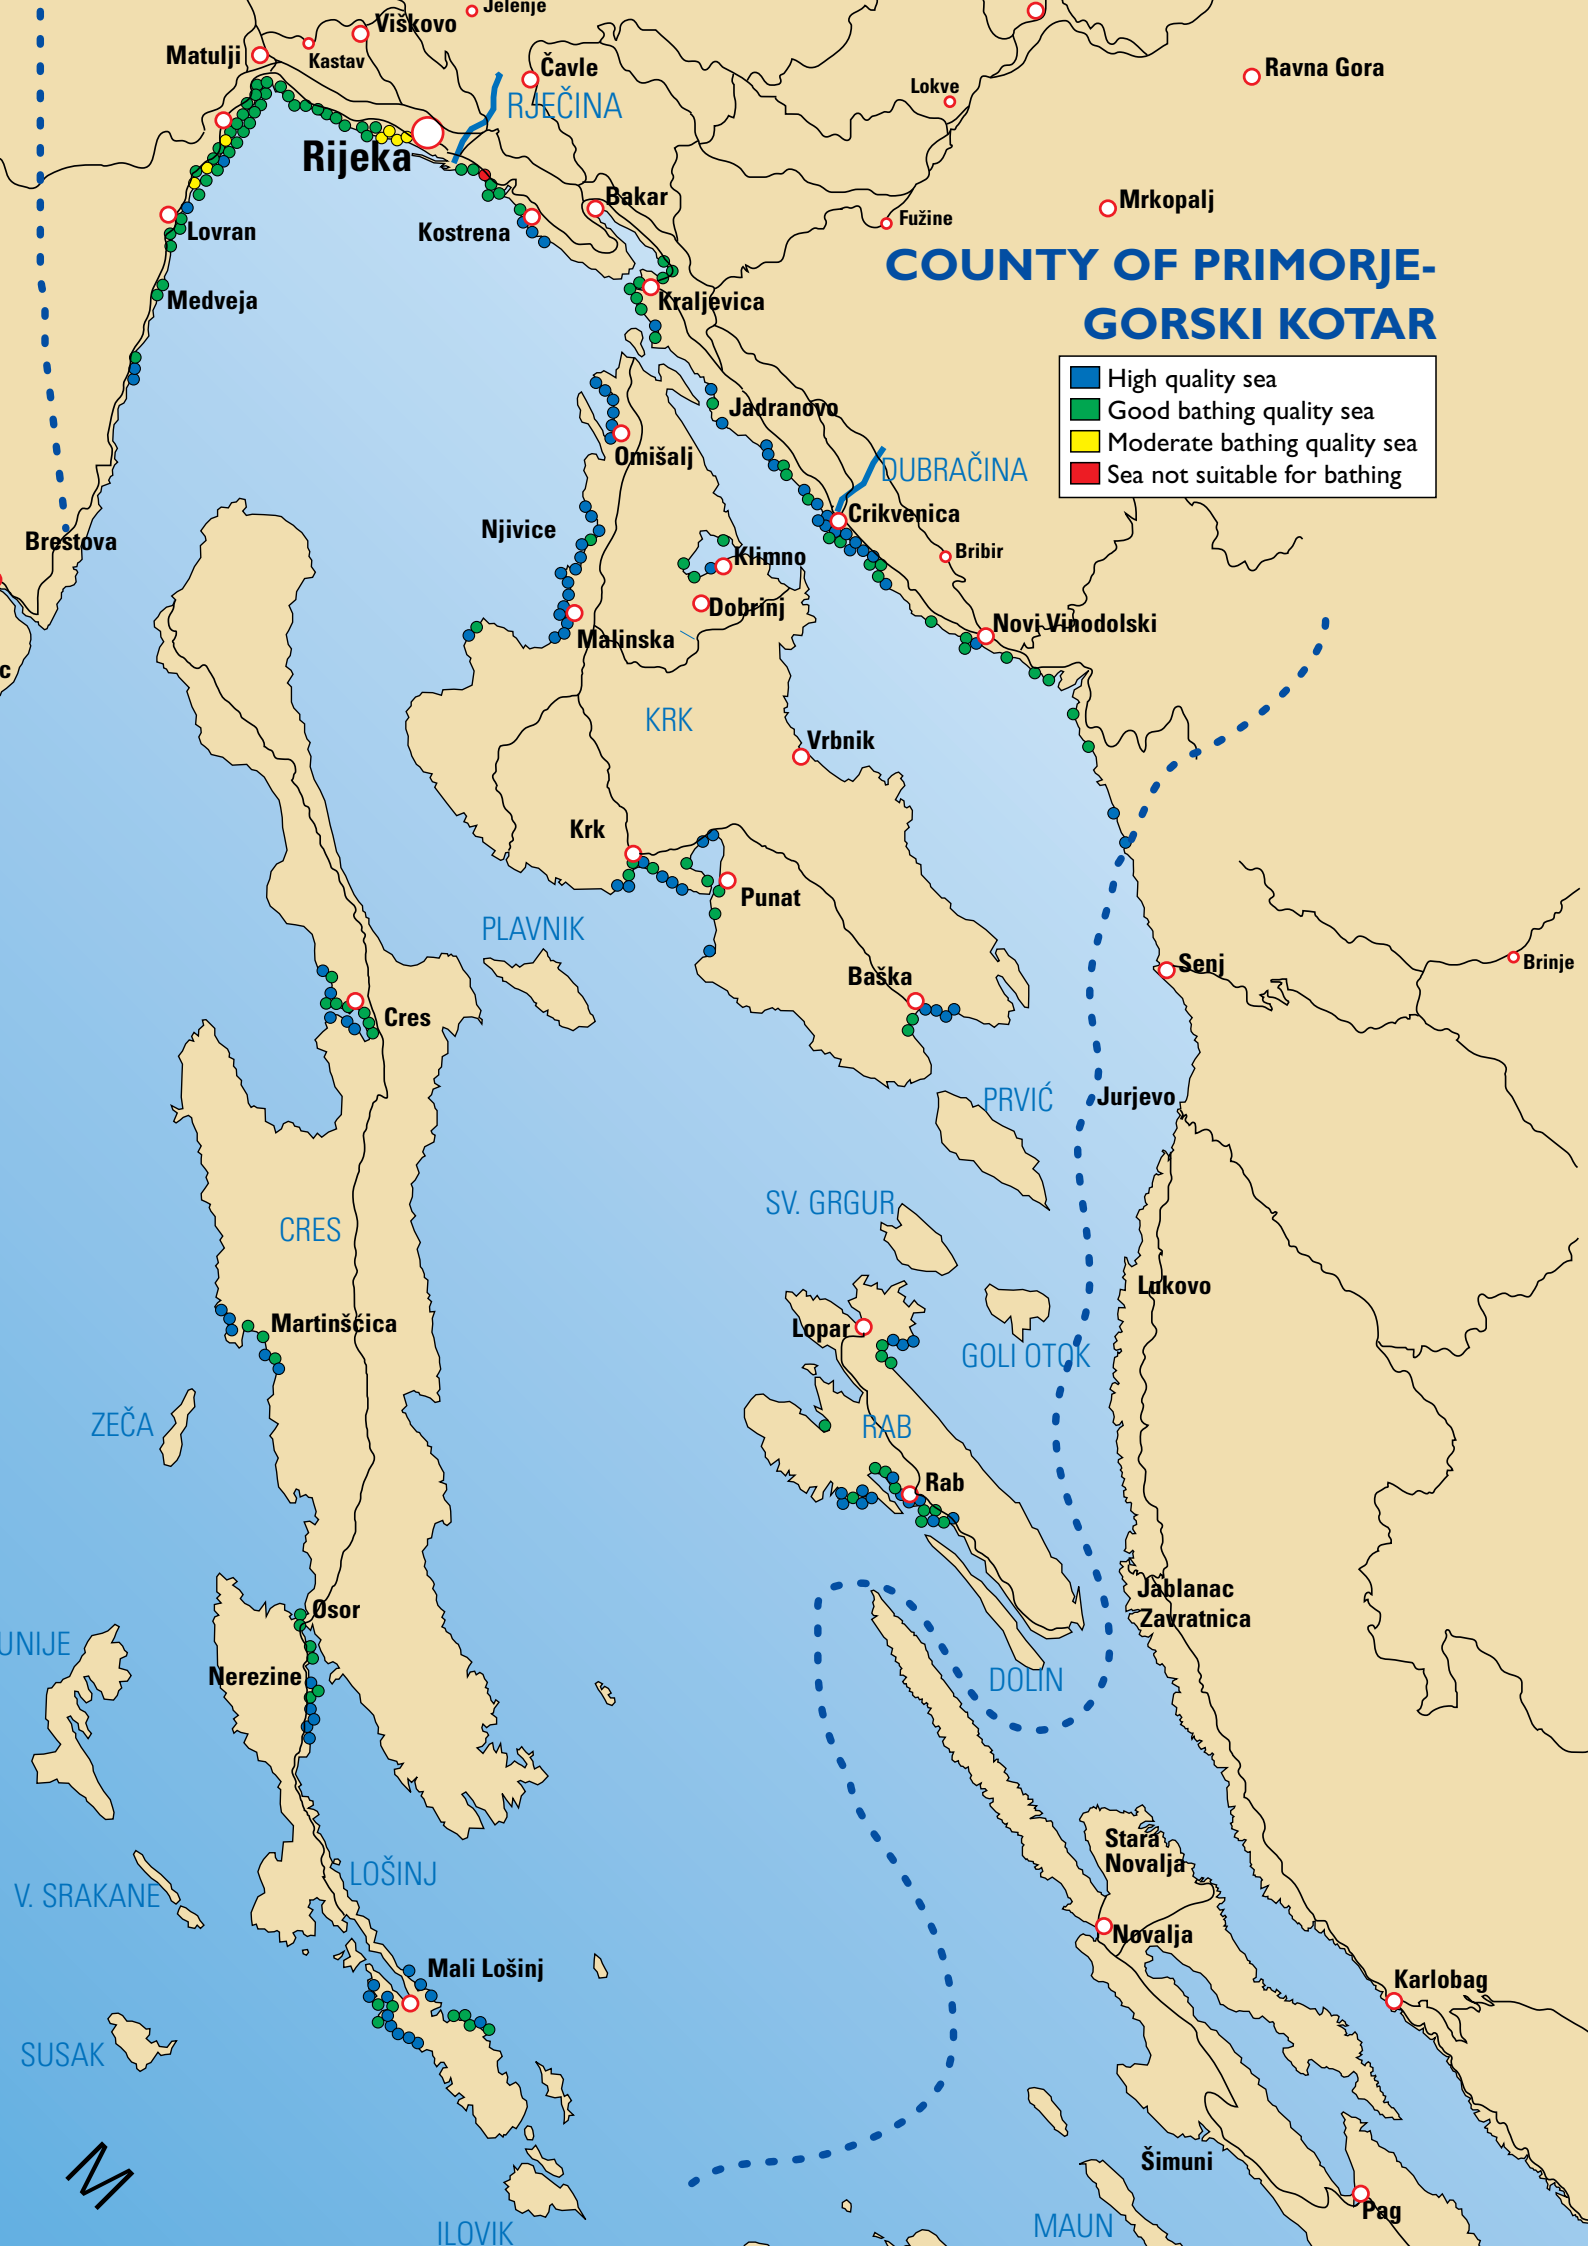 Jelenje
Viškovo
Matulji
Kastav
Čavle
Ravna Gora
Lokve
RJEČINA
Rijeka
Bakar
Mrkopalj
Fužine
Lovran
Kostrena
COUNTY OF PRIMORJE-
GORSKI KOTAR
Medveja
Kraljevica
High quality sea
Good bathing quality sea
Moderate bathing quality sea
Sea not suitable for bathing
Jadranovo
Omišalj
DUBRAČINA
Crikvenica
Njivice
Brestova
Bribir
Klimno
Dobrinj
Novi Vinodolski
Malinska
c
KRK
Vrbnik
Krk
Punat
PLAVNIK
Baška
Senj
Brinje
Cres
PRVIĆ
Jurjevo
SV. GRGUR
CRES
Lukovo
Martinšćica
Lopar
GOLI OTOK
ZEČA
RAB
Rab
Jablanac
Zavratnica
Osor
UNIJE
Nerezine
DOLIN
Stara
Novalja
LOŠINJ
V. SRAKANE
Novalja
Mali Lošinj
Karlobag
SUSAK
M
Šimuni
Pag
MAUN
ILOVIK